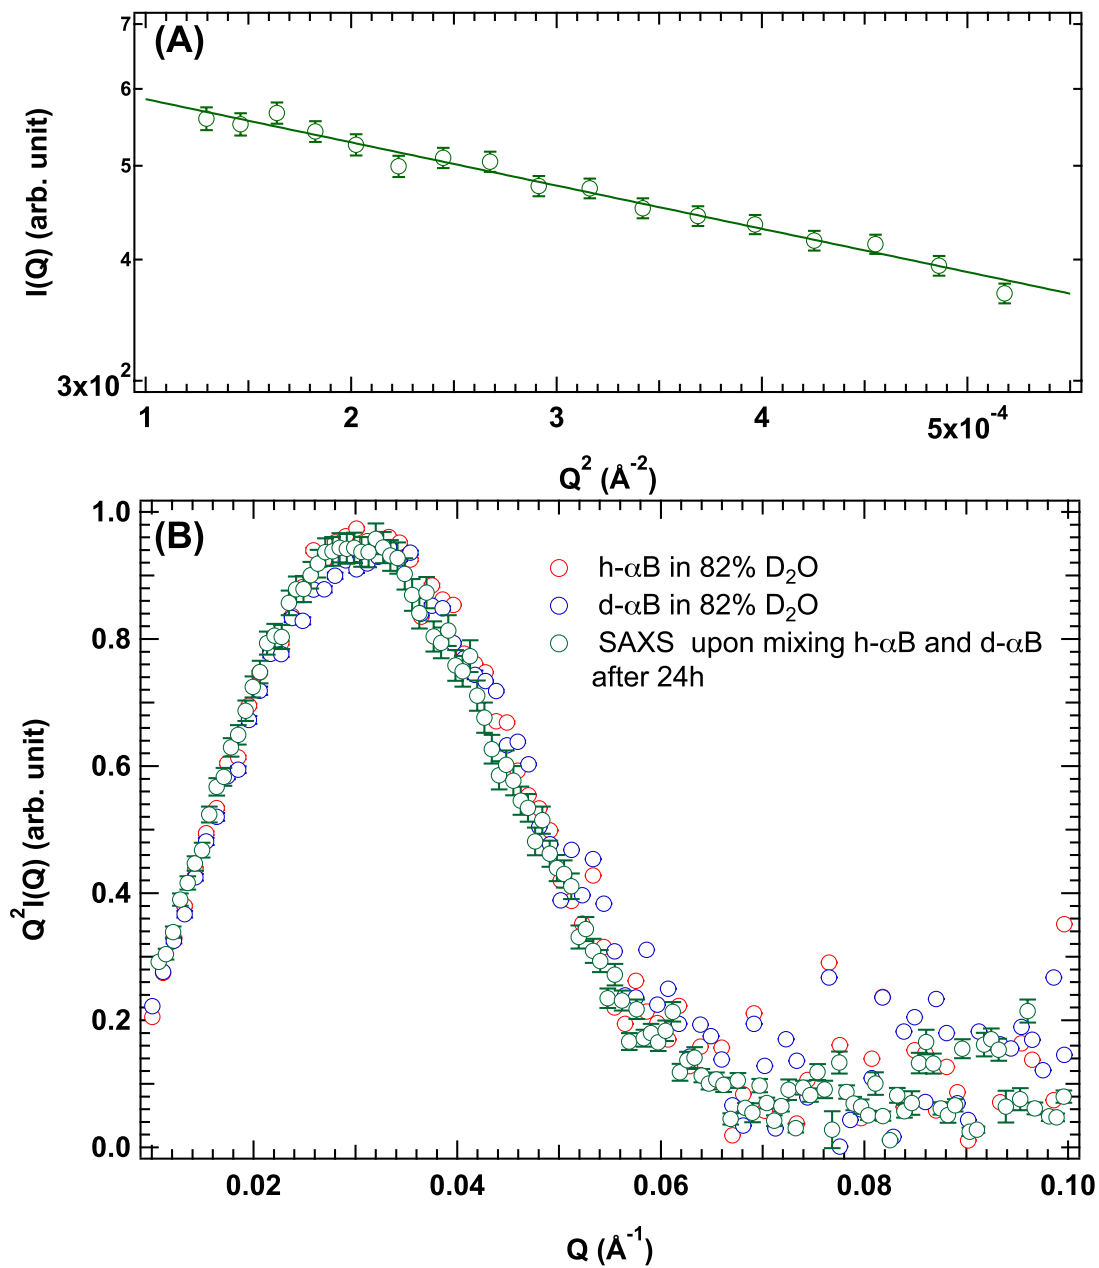 (A)
7
6
5
4
3x10²
I(Q) (arb. unit)
1 2 3 4 5x10⁻⁴
Q² (Å⁻²)
(B)
1.0
0.8
0.6
0.4
0.2
0.0
Q²I(Q) (arb. unit)
h-αB in 82% D₂O
d-αB in 82% D₂O
SAXS upon mixing h-αB and d-αB
after 24h
0.02 0.04 0.06 0.08 0.10
Q (Å⁻¹)